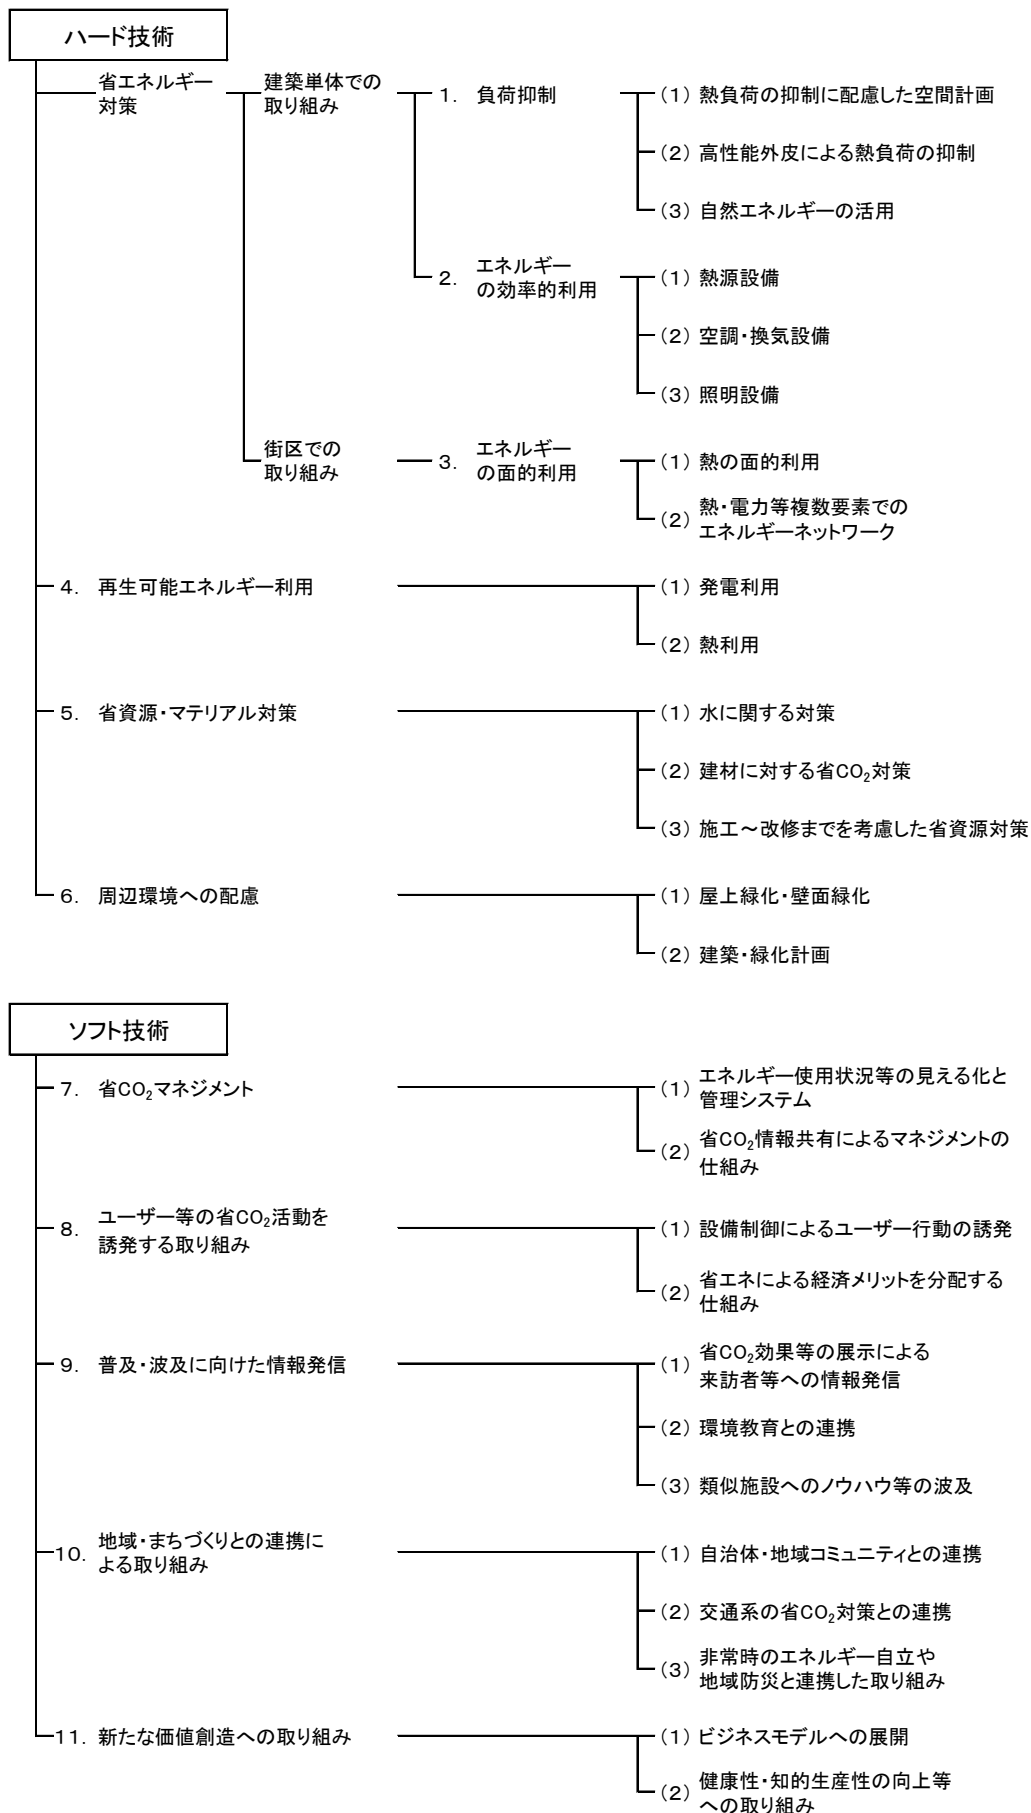 ハード技術
省エネルギー
対策
建築単体での
取り組み
1. 負荷抑制
(1) 熱負荷の抑制に配慮した空間計画
(2) 高性能外皮による熱負荷の抑制
(3) 自然エネルギーの活用
2. エネルギー
の効率的利用
(1) 熱源設備
(2) 空調・換気設備
(3) 照明設備
街区での
取り組み
3. エネルギー
の面的利用
(1) 熱の面的利用
(2) 熱・電力等複数要素での
エネルギーネットワーク
4. 再生可能エネルギー利用
(1) 発電利用
(2) 熱利用
5. 省資源・マテリアル対策
(1) 水に関する対策
(2) 建材に対する省CO₂対策
(3) 施工～改修までを考慮した省資源対策
6. 周辺環境への配慮
(1) 屋上緑化・壁面緑化
(2) 建築・緑化計画
ソフト技術
7. 省CO₂マネジメント
(1) エネルギー使用状況等の見える化と
管理システム
(2) 省CO₂情報共有によるマネジメントの
仕組み
8. ユーザー等の省CO₂活動を
誘発する取り組み
(1) 設備制御によるユーザー行動の誘発
(2) 省エネによる経済メリットを分配する
仕組み
9. 普及・波及に向けた情報発信
(1) 省CO₂効果等の展示による
来訪者等への情報発信
(2) 環境教育との連携
(3) 類似施設へのノウハウ等の波及
10. 地域・まちづくりとの連携に
よる取り組み
(1) 自治体・地域コミュニティとの連携
(2) 交通系の省CO₂対策との連携
(3) 非常時のエネルギー自立や
地域防災と連携した取り組み
11. 新たな価値創造への取り組み
(1) ビジネスモデルへの展開
(2) 健康性・知的生産性の向上等
への取り組み